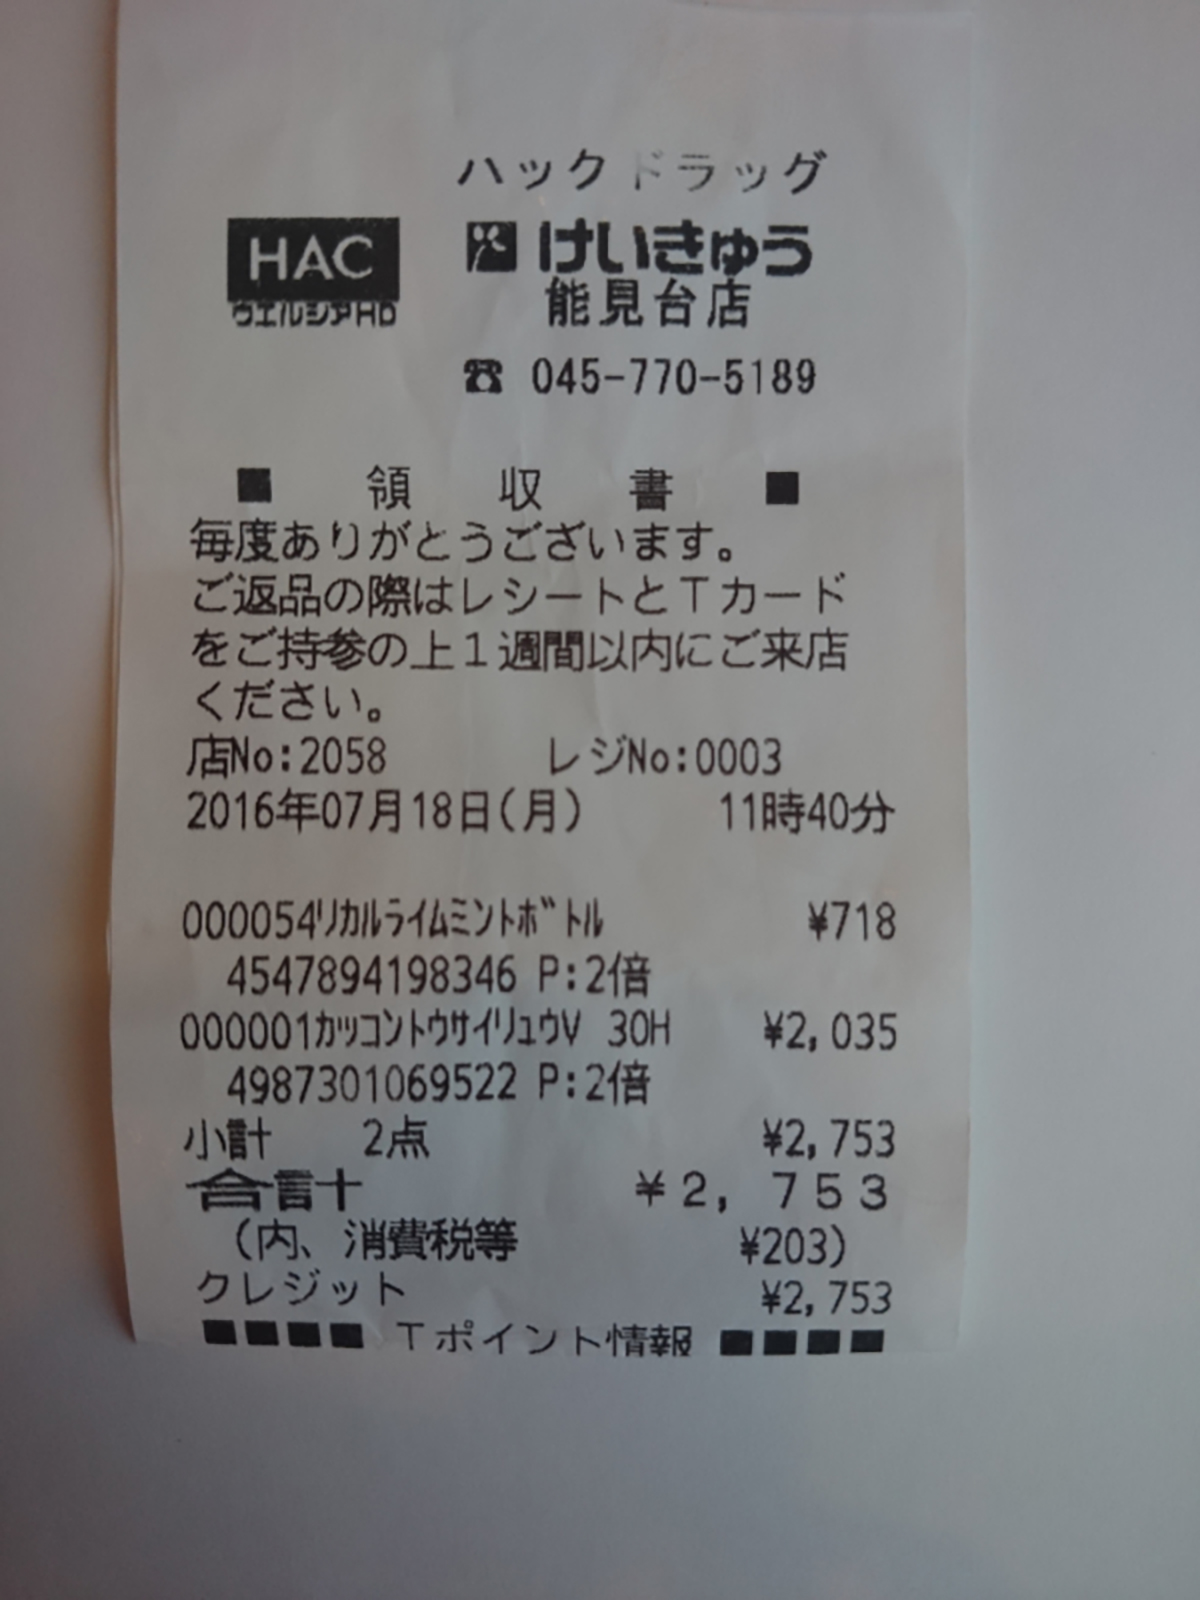 ハックドラッグ
HAC
けいきゅう
ウエルシアHD
能見台店
☎ 045-770-5189
■ 領収書 ■
毎度ありがとうございます。
ご返品の際はレシートとTカード
をご持参の上1週間以内にご来店
ください。
店No:2058 レジNo:0003
2016年07月18日(月) 11時40分
000054ﾘｶﾙﾗｲﾑﾐﾝﾄﾎﾞﾄﾙ ¥718
4547894198346 P:2倍
000001ｶｯｺﾝﾄｳｻｲﾘｭｳV 30H ¥2,035
4987301069522 P:2倍
小計 2点 ¥2,753
合計 ¥2,753
(内、消費税等 ¥203)
クレジット ¥2,753
■■■■ Tポイント情報 ■■■■